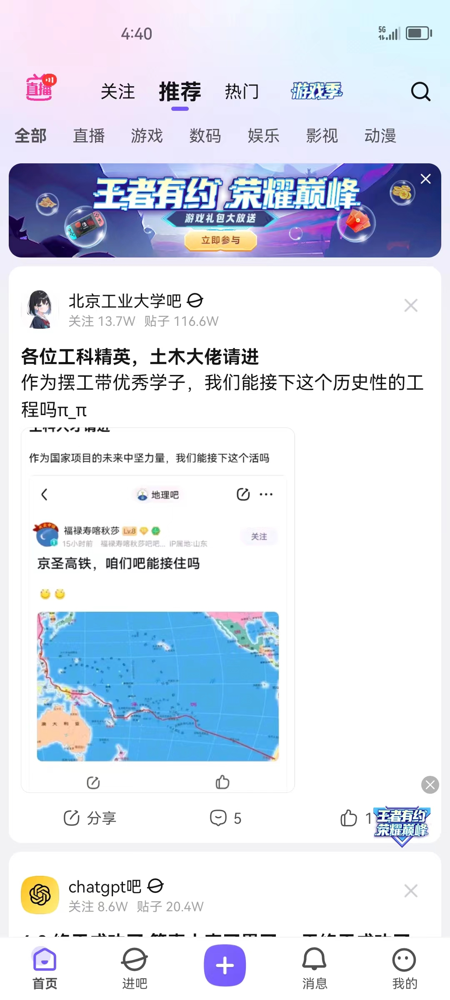 4:40
5G
直播
关注
推荐
热门
游戏季
全部
直播
游戏
数码
娱乐
影视
动漫
王者有约 荣耀巅峰
游戏礼包大放送
立即参与
北京工业大学吧
关注 13.7W 贴子 116.6W
各位工科精英，土木大佬请进
作为摆工带优秀学子，我们能接下这个历史性的工
程吗π_π
作为国家项目的未来中坚力量，我们能接下这个活吗
地理吧
福禄寿喀秋莎 Lv.8
15小时前 福禄寿喀秋莎吧吧... IP属地:山东
关注
京圣高铁，咱们吧能接住吗
大 洋 洲
澳大利亚
分享
5
1
王者有约
荣耀巅峰
chatgpt吧
关注 8.6W 贴子 20.4W
首页
进吧
消息
我的